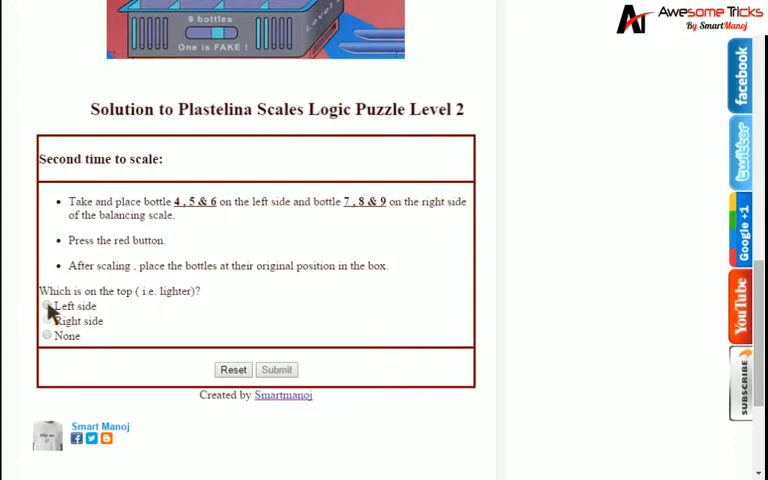 Awesome Tricks
By SmartManoj
Level
9 bottles
One is FAKE !
Solution to Plastelina Scales Logic Puzzle Level 2
Second time to scale:
Take and place bottle 4 , 5 & 6 on the left side and bottle 7 , 8 & 9 on the right side
of the balancing scale.
Press the red button.
After scaling , place the bottles at their original position in the box.
Which is on the top ( i.e. lighter)?
Left side
Right side
None
Reset Submit
Created by Smartmanoj
Smart Manoj
facebook
twitter
Google +1
YouTube
SUBSCRIBE